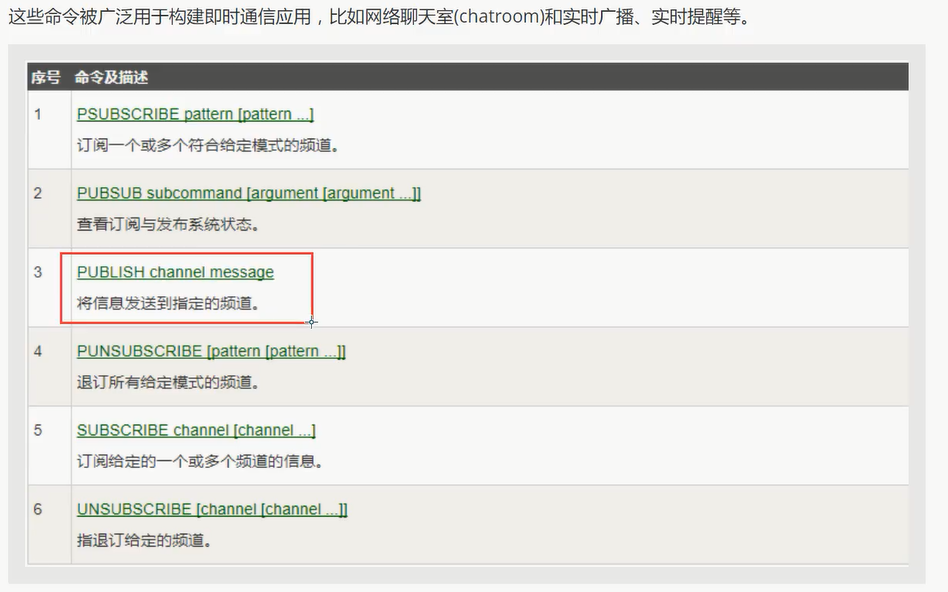 这些命令被广泛用于构建即时通信应用，比如网络聊天室(chatroom)和实时广播、实时提醒等。
序号 命令及描述
1 PSUBSCRIBE pattern [pattern ...]
订阅一个或多个符合给定模式的频道。
2 PUBSUB subcommand [argument [argument ...]]
查看订阅与发布系统状态。
3 PUBLISH channel message
将信息发送到指定的频道。
4 PUNSUBSCRIBE [pattern [pattern ...]]
退订所有给定模式的频道。
5 SUBSCRIBE channel [channel ...]
订阅给定的一个或多个频道的信息。
6 UNSUBSCRIBE [channel [channel ...]]
指退订给定的频道。